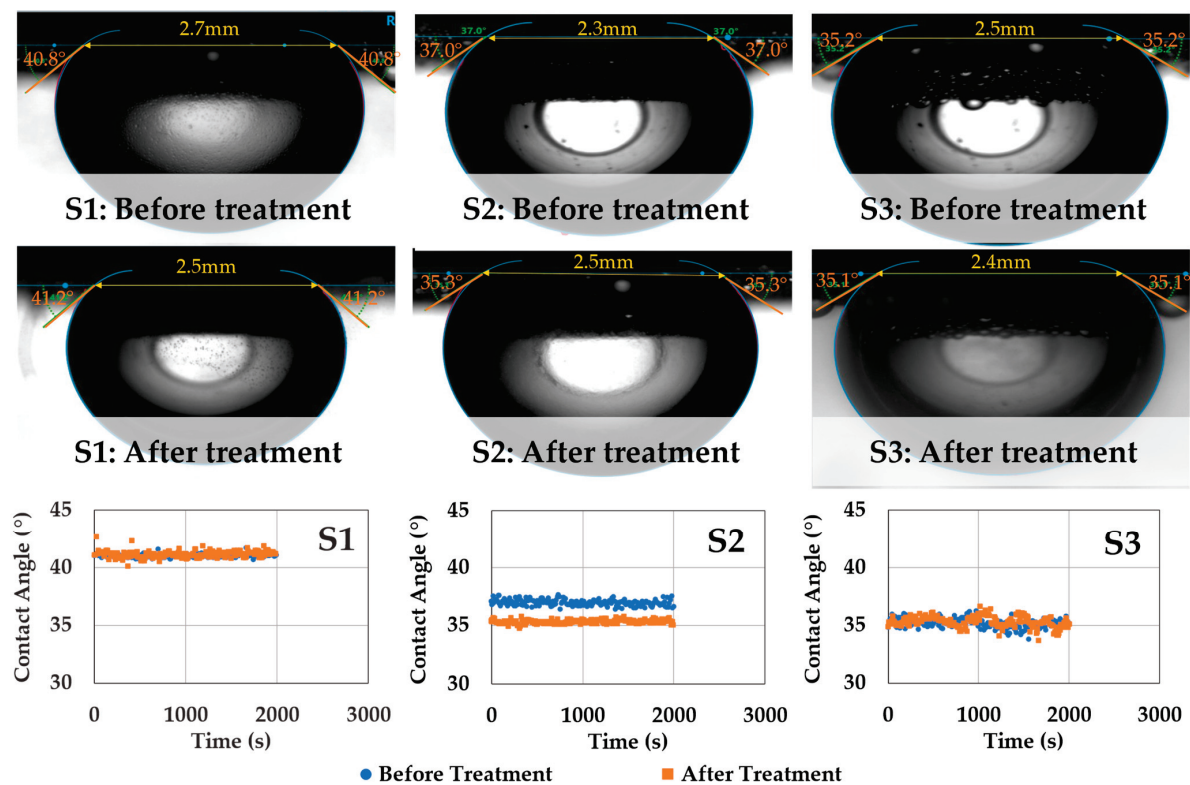 R
2.7mm
40.8°
40.8°
S1: Before treatment
2.3mm
37.0°
37.0°
37.0°
37.0°
S2: Before treatment
2.5mm
35.2°
35.2°
35.2
S3: Before treatment
2.5mm
41.2°
41.2°
S1: After treatment
2.5mm
35.3°
35.3°
S2: After treatment
2.4mm
35.1°
35.1°
S3: After treatment
45
40
35
30
Contact Angle (°)
S1
0 1000 2000 3000
Time (s)
45
40
35
30
Contact Angle (°)
S2
0 1000 2000 3000
Time (s)
45
40
35
30
Contact Angle (°)
S3
0 1000 2000 3000
Time (s)
Before Treatment
After Treatment